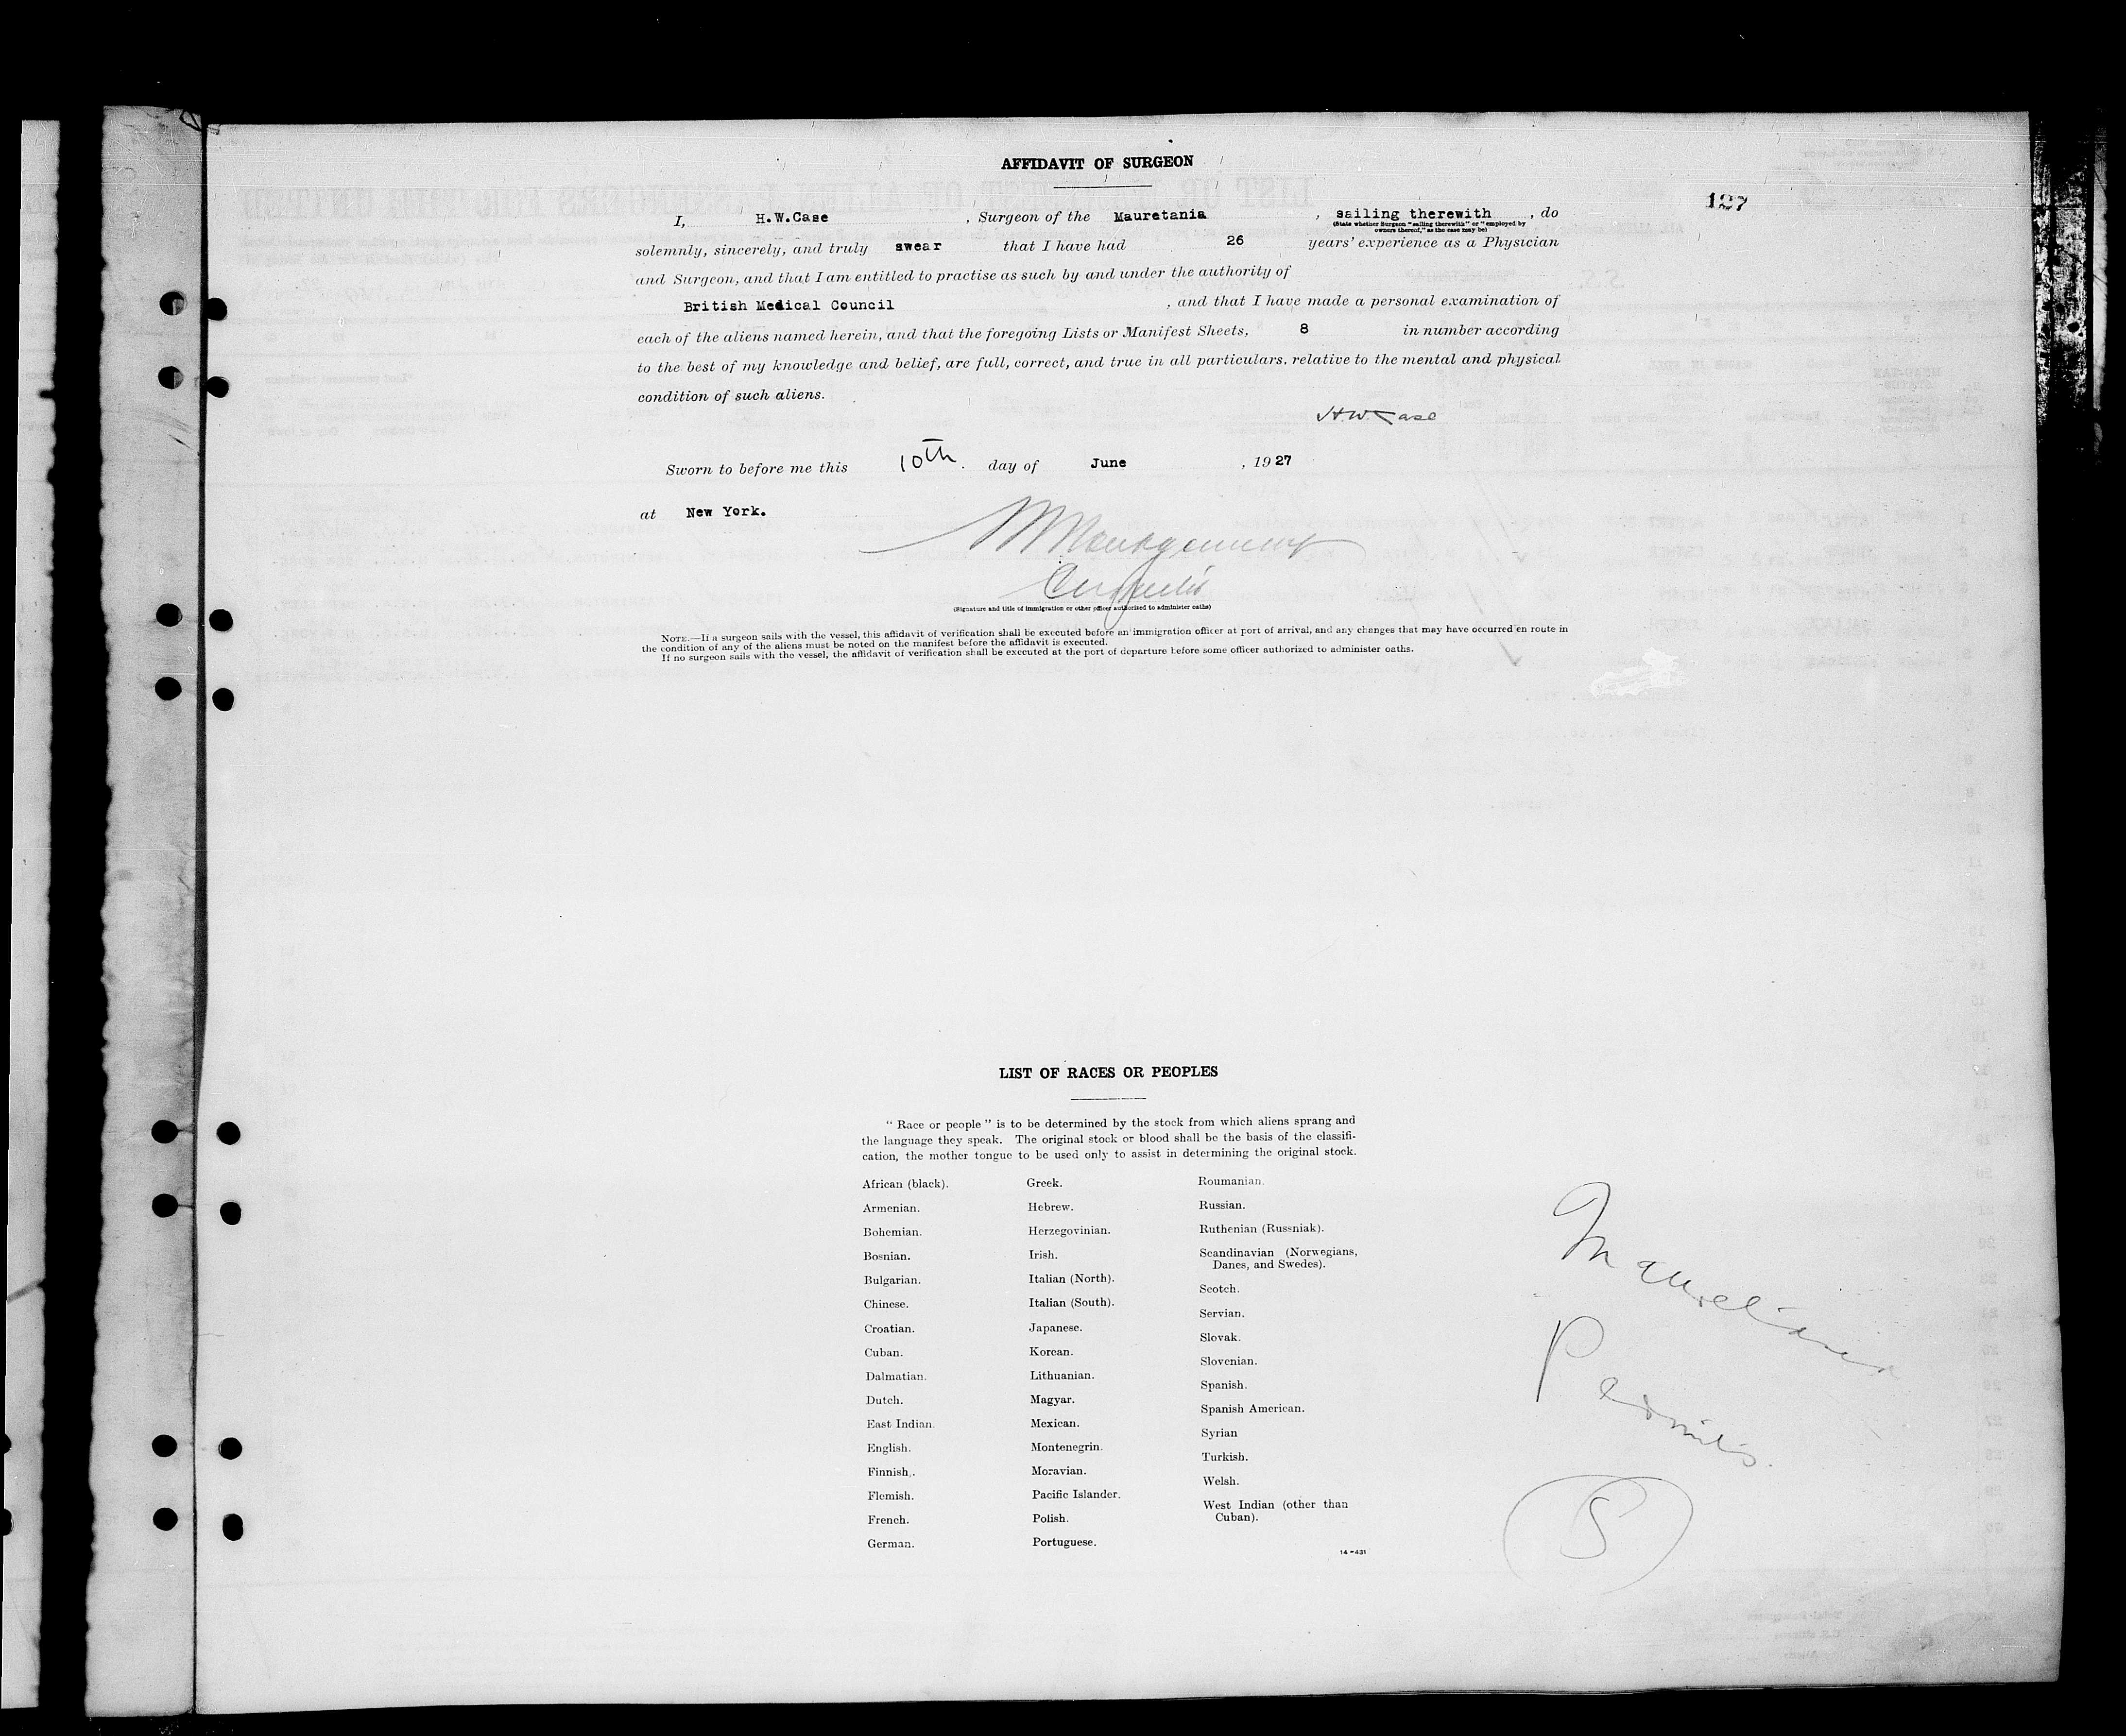 AFFIDAVIT OF SURGEON
127
I, H.W.Case , Surgeon of the Mauretania , sailing therewith , do
(State whether Surgeon "sailing therewith" or "employed by
owners thereof," as the case may be)
solemnly, sincerely, and truly swear that I have had 26 years' experience as a Physician
and Surgeon, and that I am entitled to practise as such by and under the authority of
British Medical Council , and that I have made a personal examination of
each of the aliens named herein, and that the foregoing Lists or Manifest Sheets, 8 in number according
to the best of my knowledge and belief, are full, correct, and true in all particulars. relative to the mental and physical
condition of such aliens.
H.W. Case
Sworn to before me this 10th. day of June , 1927
at New York.
(Signature and title of immigration or other officer authorized to administer oaths)
NOTE.—If a surgeon sails with the vessel, this affidavit of verification shall be executed before an immigration officer at port of arrival, and any changes that may have occurred en route in
the condition of any of the aliens must be noted on the manifest before the affidavit is executed.
If no surgeon sails with the vessel, the affidavit of verification shall be executed at the port of departure before some officer authorized to administer oaths.
LIST OF RACES OR PEOPLES
" Race or people " is to be determined by the stock from which aliens sprang and
the language they speak. The original stock or blood shall be the basis of the classifi-
cation, the mother tongue to be used only to assist in determining the original stock.
African (black).
Armenian.
Bohemian.
Bosnian.
Bulgarian.
Chinese.
Croatian.
Cuban.
Dalmatian.
Dutch.
East Indian.
English.
Finnish.
Flemish.
French.
German.
Greek.
Hebrew.
Herzegovinian.
Irish.
Italian (North).
Italian (South).
Japanese.
Korean.
Lithuanian.
Magyar.
Mexican.
Montenegrin.
Moravian.
Pacific Islander.
Polish.
Portuguese.
Roumanian.
Russian.
Ruthenian (Russniak).
Scandinavian (Norwegians,
Danes, and Swedes).
Scotch.
Servian.
Slovak.
Slovenian.
Spanish.
Spanish American.
Syrian
Turkish.
Welsh.
West Indian (other than
Cuban).
14-431
Mauretania
Permits.
5